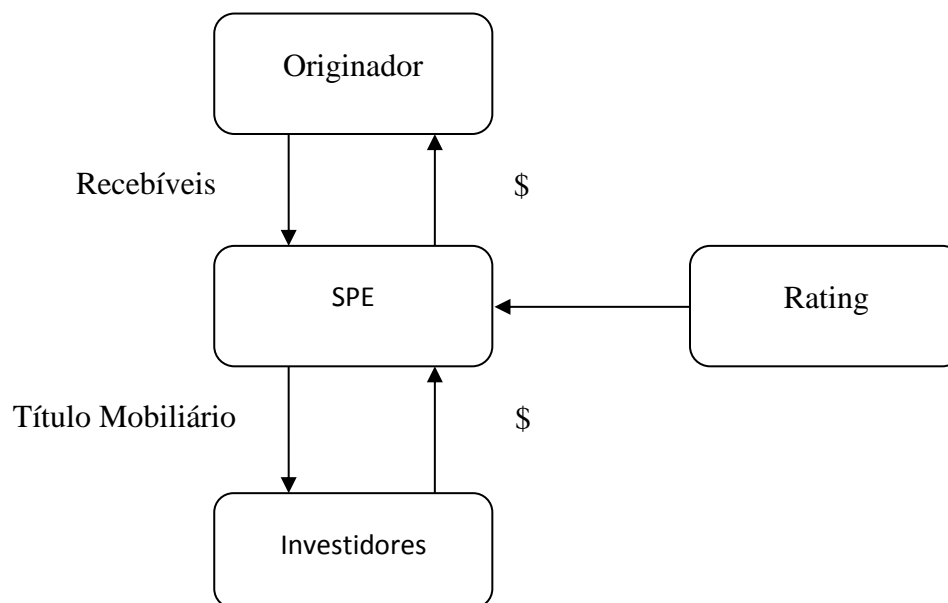 Originador
Recebíveis
$
SPE
Rating
Título Mobiliário
$
Investidores